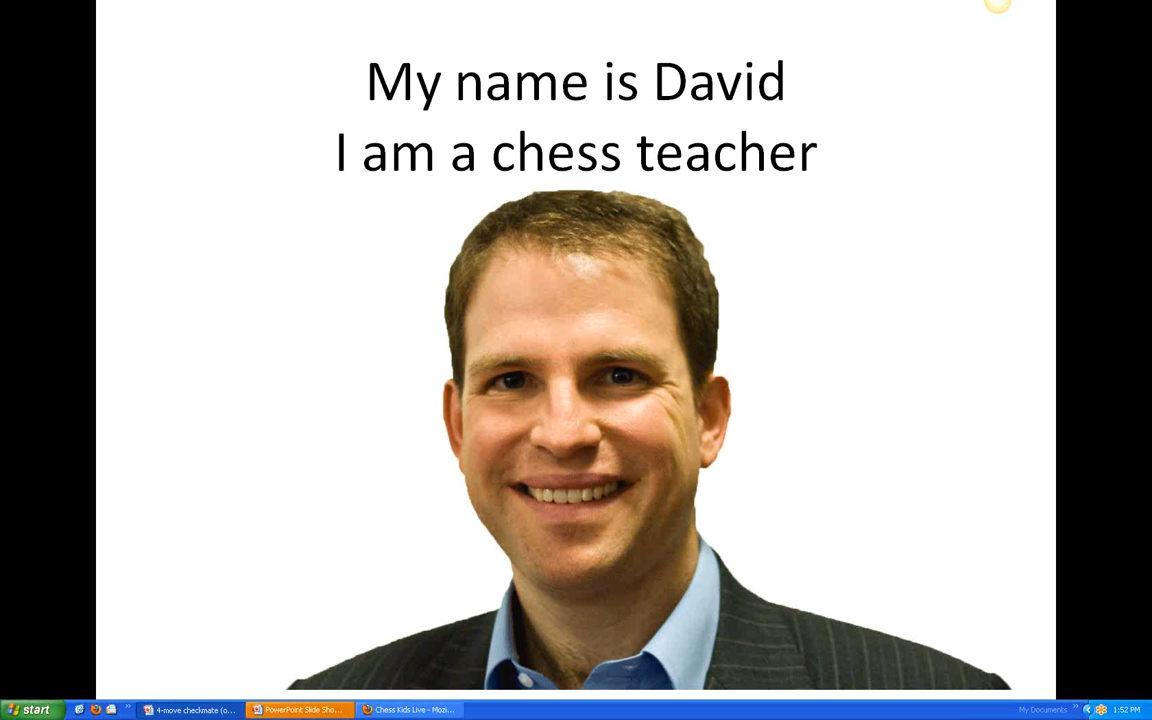 My name is David
I am a chess teacher
start
4-move checkmate (o...
PowerPoint Slide Sho...
Chess Kids Live - Mozi...
My Documents
1:52 PM